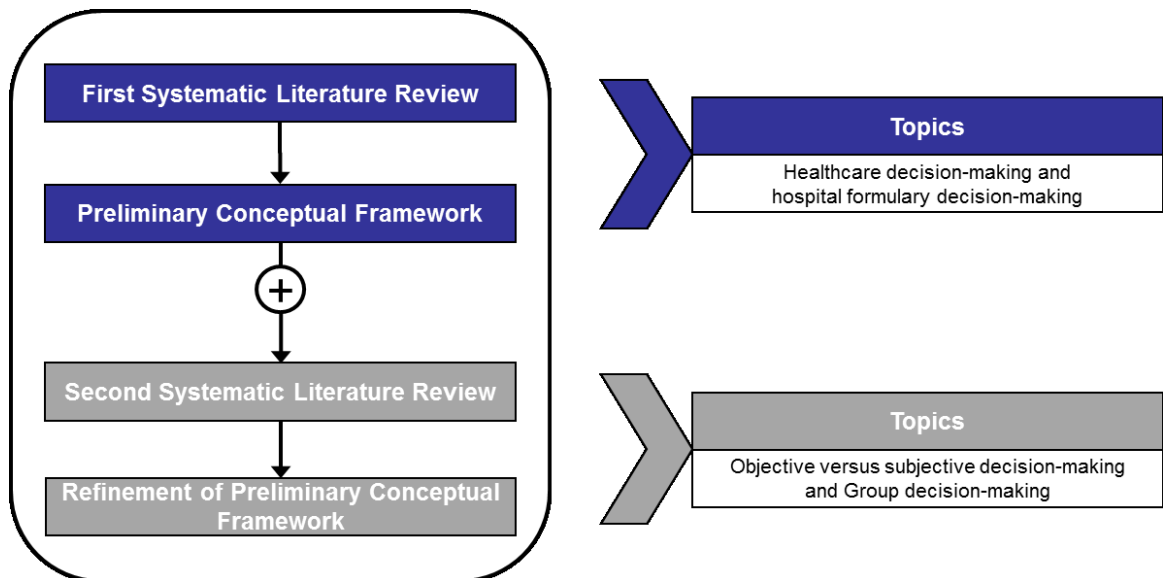 First Systematic Literature Review
Preliminary Conceptual Framework
+
Second Systematic Literature Review
Refinement of Preliminary Conceptual
Framework
Topics
Healthcare decision-making and
hospital formulary decision-making
Topics
Objective versus subjective decision-making
and Group decision-making